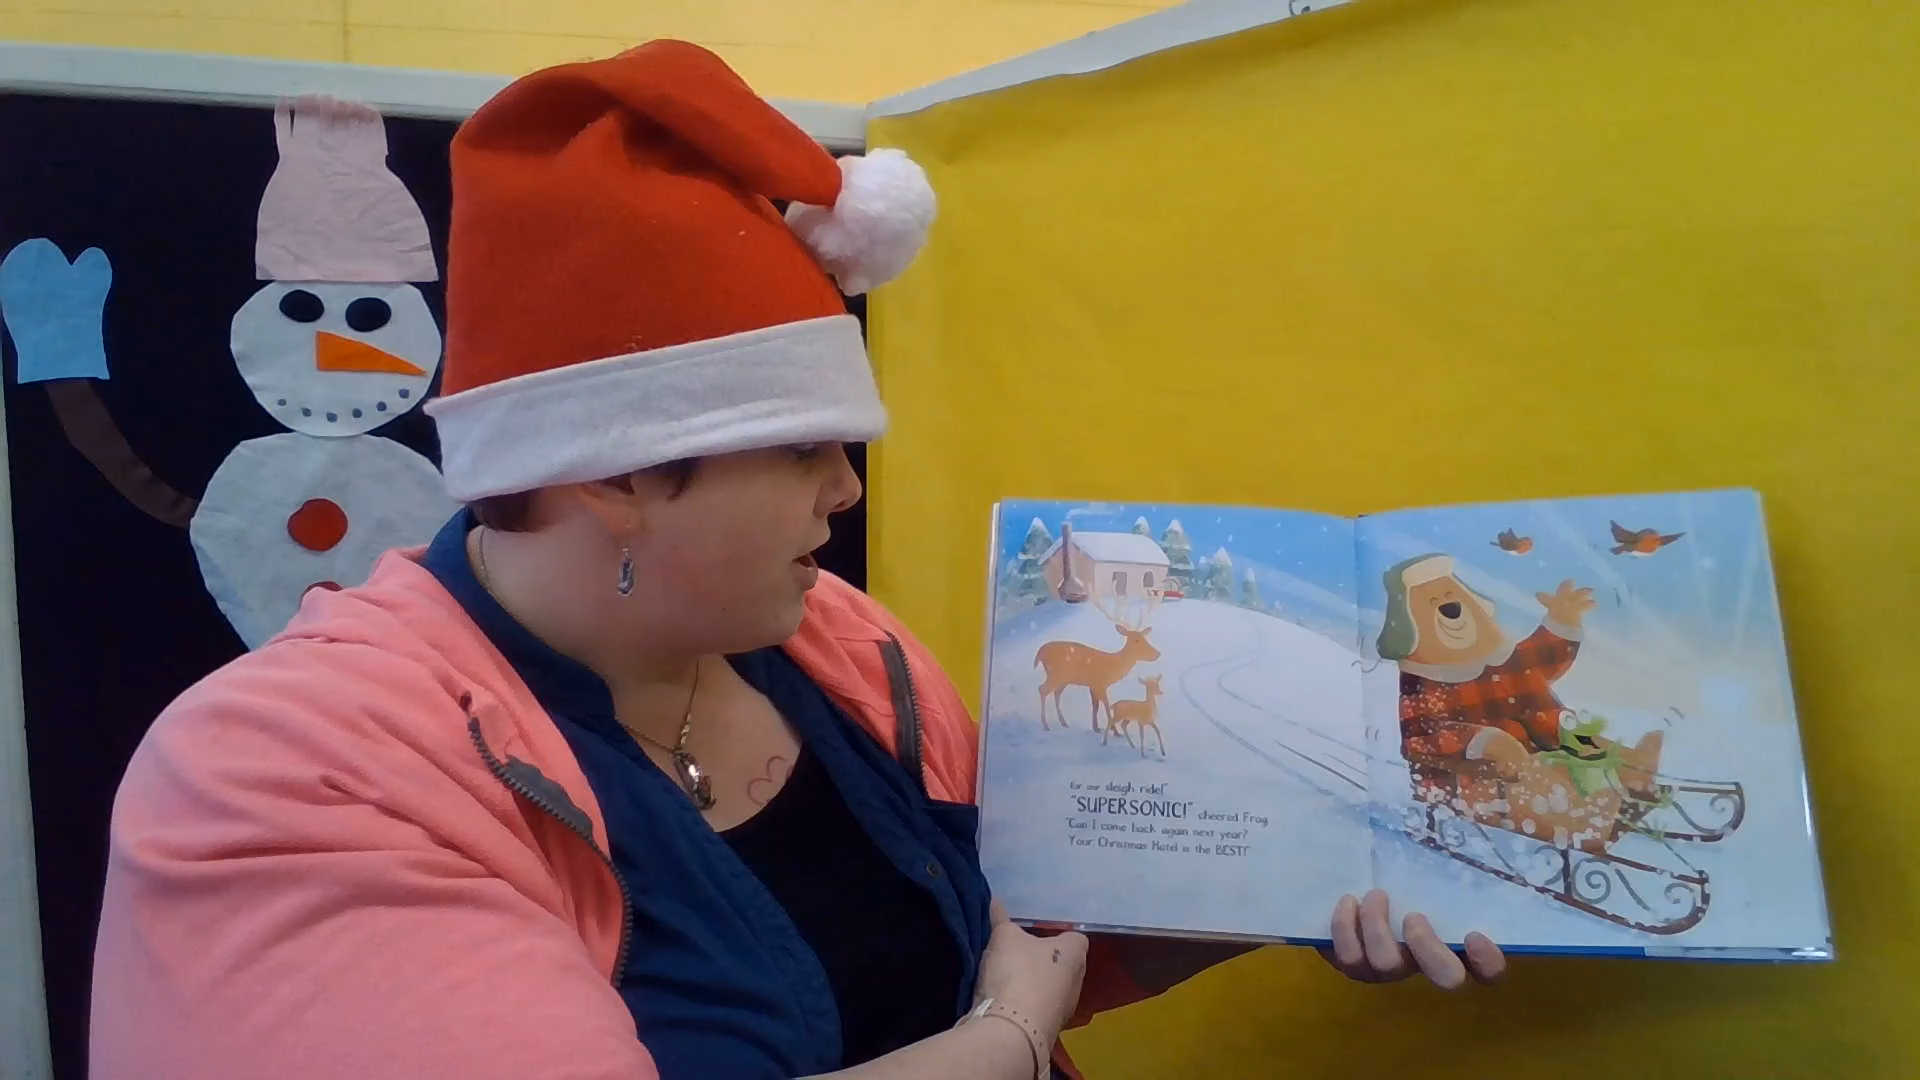 for our sleigh ride!"
"SUPERSONIC!" cheered Frog.
"Can I come back again next year?
Your Christmas Hotel is the BEST!"